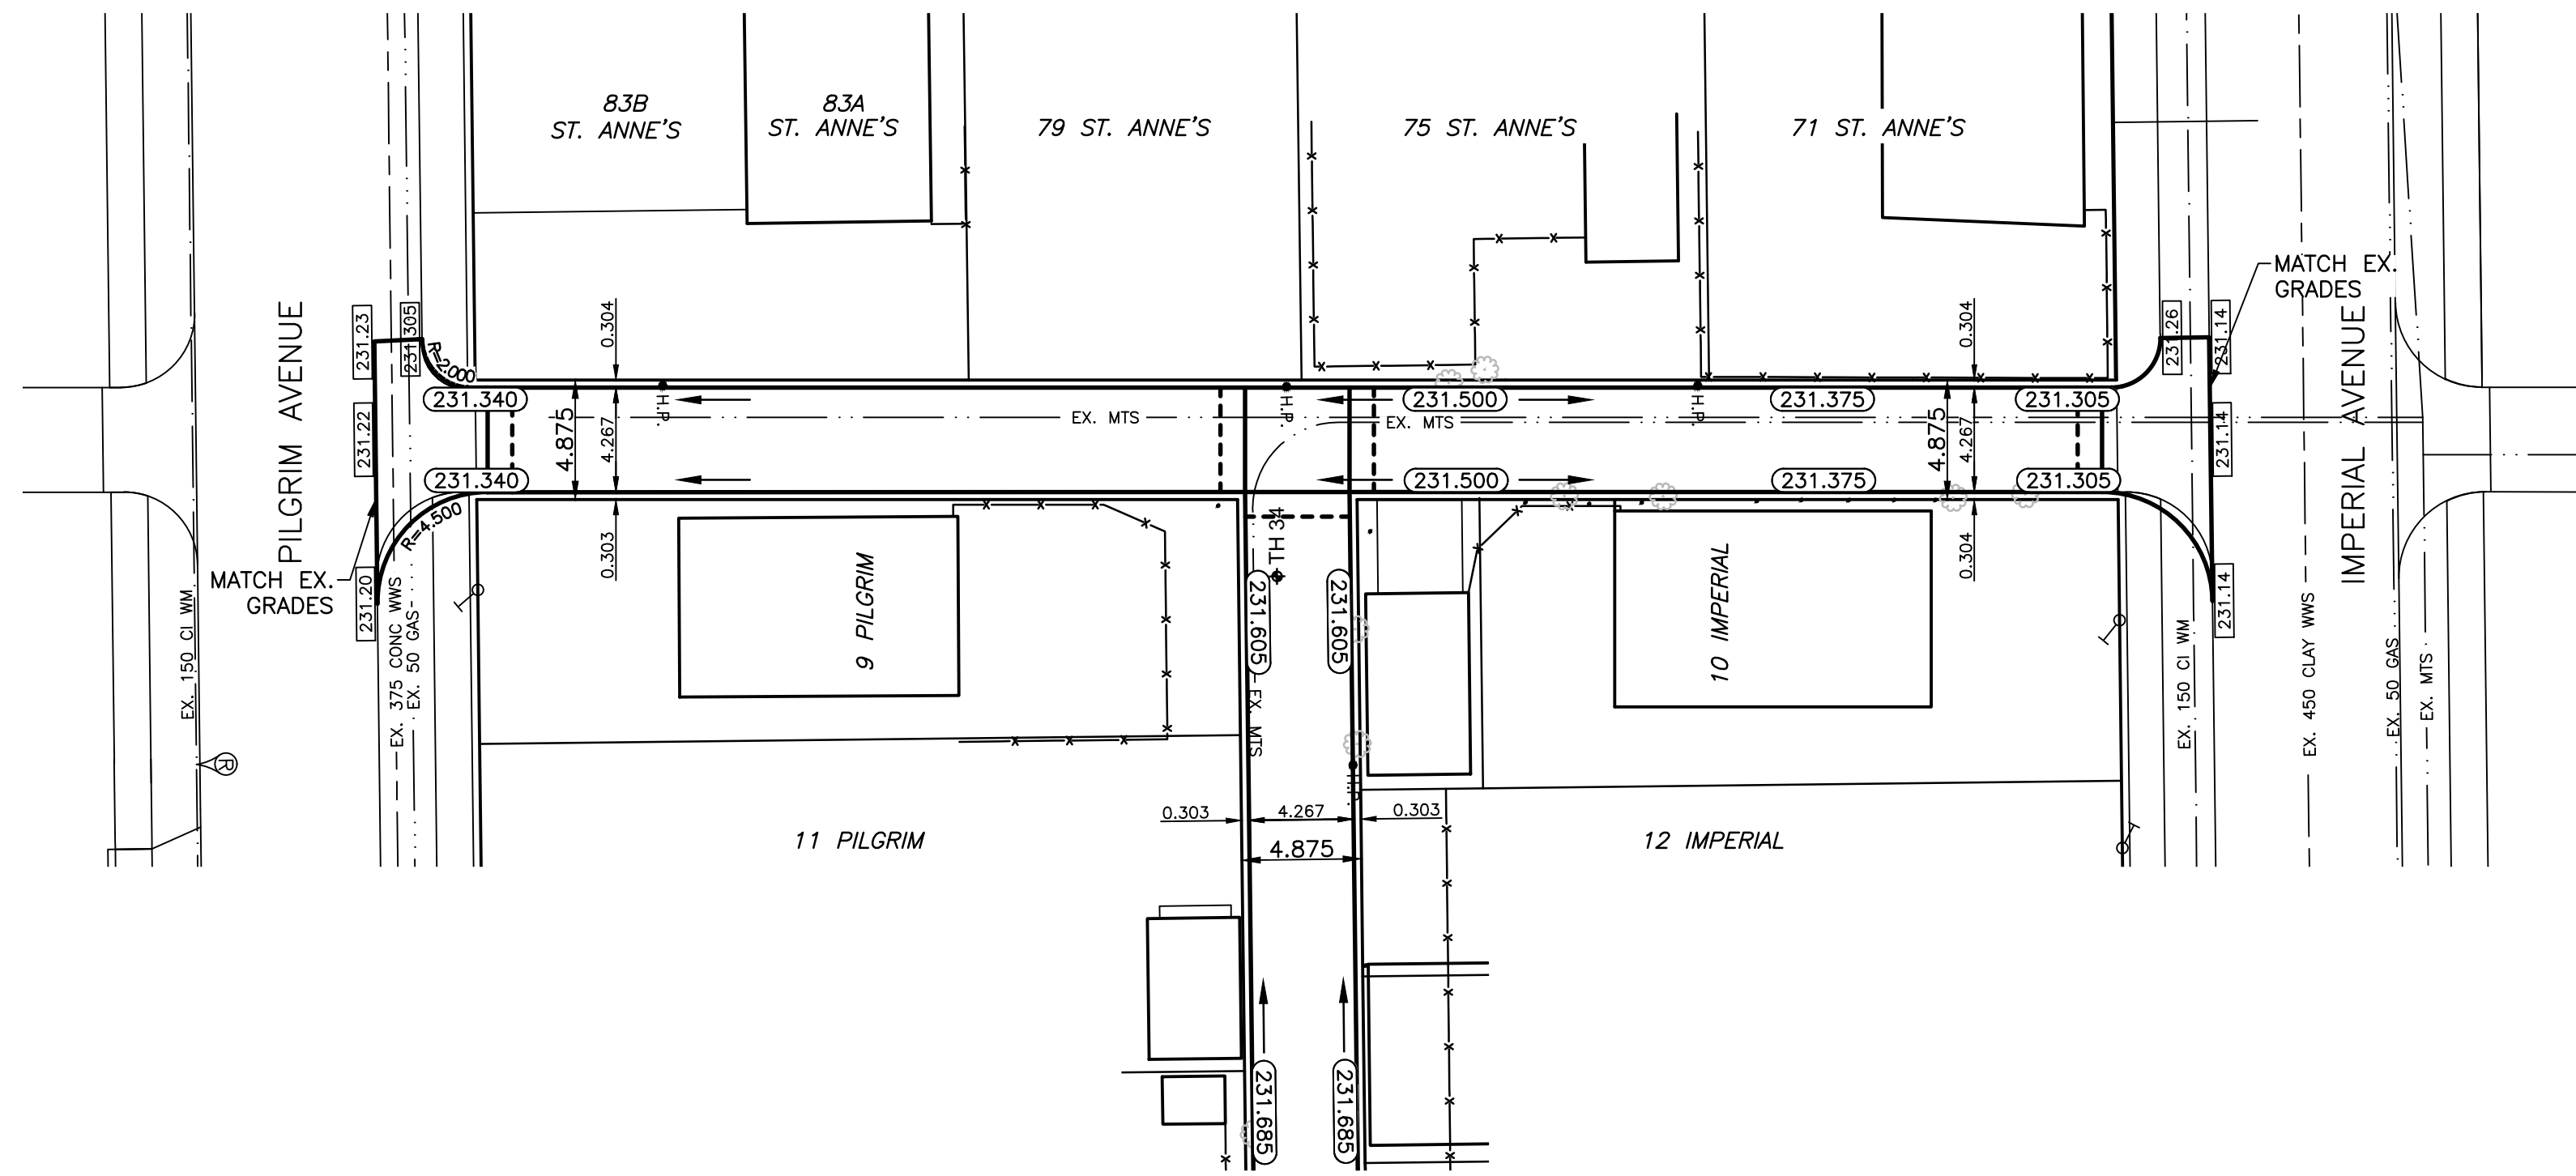 83B
ST. ANNE'S
83A
ST. ANNE'S
79 ST. ANNE'S
75 ST. ANNE'S
71 ST. ANNE'S
MATCH EX.
GRADES
PILGRIM AVENUE
IMPERIAL AVENUE
231.23
231.305
R=2.000
0.304
0.304
231.26
231.14
231.340
H.P.
H.P.
231.500
H.P.
231.375
231.305
231.22
4.875
4.267
EX. MTS
EX. MTS
4.875
4.267
231.14
231.340
231.500
231.375
231.305
R=4.500
0.303
0.304
TH 34
MATCH EX.
GRADES
231.20
231.14
9 PILGRIM
231.605
231.605
10 IMPERIAL
EX. 150 CI WM
EX. 375 CONC WWS
EX. 50 GAS
EX. MTS
H.P.
EX. 150 CI WM
EX. 450 CLAY WWS
EX. 50 GAS
EX. MTS
R
0.303
4.267
0.303
4.875
11 PILGRIM
12 IMPERIAL
231.685
231.685